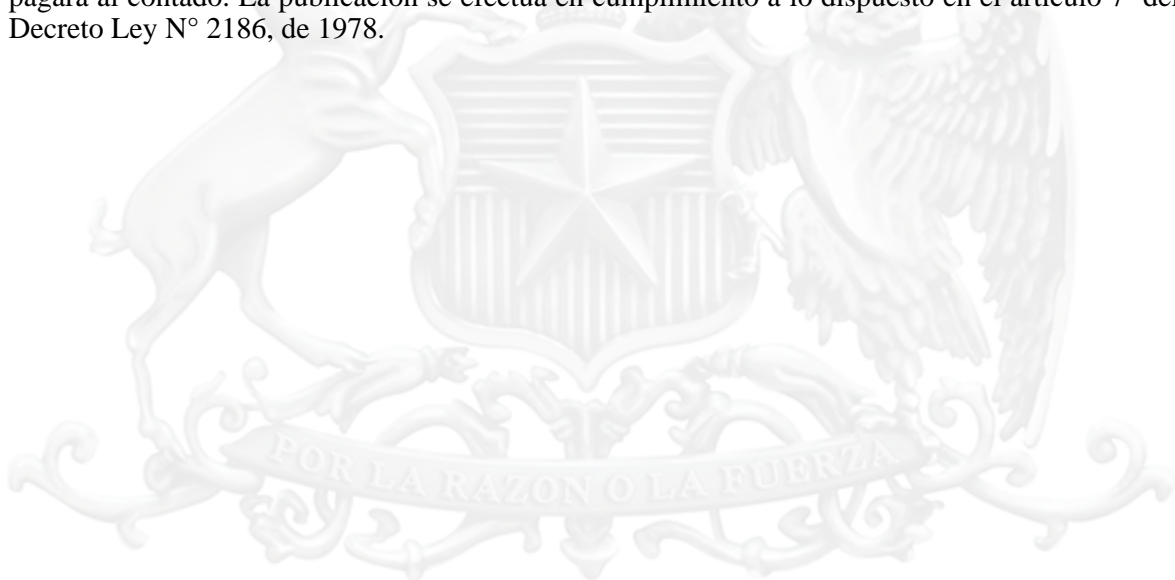 pagará al contado. La publicación se efectúa en cumplimiento a lo dispuesto en el artículo 7° del
Decreto Ley N° 2186, de 1978.
POR LA RAZON O LA FUERZA